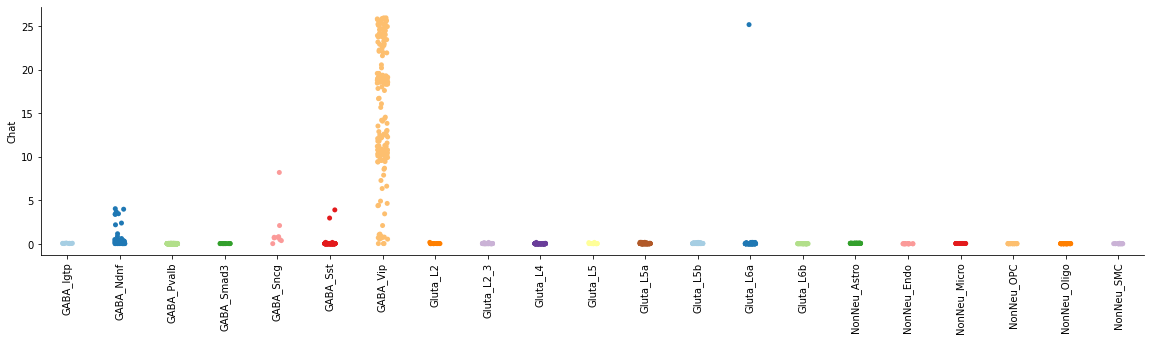 Chat
25
20
15
10
5
0
GABA_Igtp
GABA_Ndnf
GABA_Pvalb
GABA_Smad3
GABA_Sncg
GABA_Sst
GABA_Vip
Gluta_L2
Gluta_L2_3
Gluta_L4
Gluta_L5
Gluta_L5a
Gluta_L5b
Gluta_L6a
Gluta_L6b
NonNeu_Astro
NonNeu_Endo
NonNeu_Micro
NonNeu_OPC
NonNeu_Oligo
NonNeu_SMC